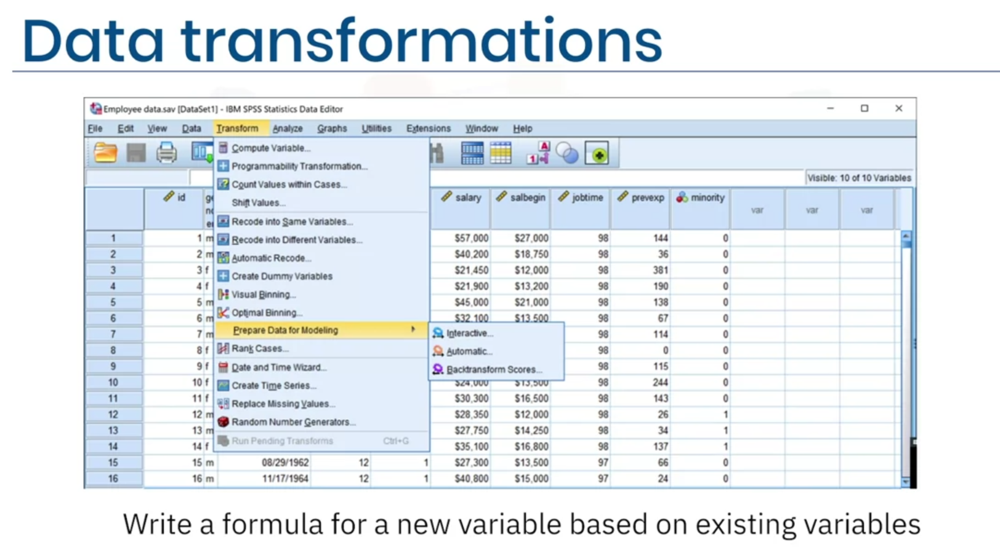 Data transformations
Employee data.sav [DataSet1] - IBM SPSS Statistics Data Editor
File Edit View Data Transform Analyze Graphs Utilities Extensions Window Help
Compute Variable...
Programmability Transformation...
Count Values within Cases...
Shift Values...
Recode into Same Variables...
Recode into Different Variables...
Automatic Recode...
Create Dummy Variables
Visual Binning...
Optimal Binning...
Prepare Data for Modeling
Rank Cases...
Date and Time Wizard...
Create Time Series...
Replace Missing Values...
Random Number Generators...
Run Pending Transforms Ctrl+G
Interactive...
Automatic...
Backtransform Scores...
Visible: 10 of 10 Variables
id salary salbegin jobtime prevexp minority var var var
1 1 m $57,000 $27,000 98 144 0
2 2 m $40,200 $18,750 98 36 0
3 3 f $21,450 $12,000 98 381 0
4 4 f $21,900 $13,200 98 190 0
5 5 m $45,000 $21,000 98 138 0
6 6 m $32,100 $13,500 98 67 0
7 7 m 98 114 0
8 8 f 98 0 0
9 9 f 98 115 0
10 10 f $24,000 $13,500 98 244 0
11 11 f $30,300 $16,500 98 143 0
12 12 m $28,350 $12,000 98 26 1
13 13 m $27,750 $14,250 98 34 1
14 14 f $35,100 $16,800 98 137 1
15 15 m 08/29/1962 12 1 $27,300 $13,500 97 66 0
16 16 m 11/17/1964 12 1 $40,800 $15,000 97 24 0
Write a formula for a new variable based on existing variables